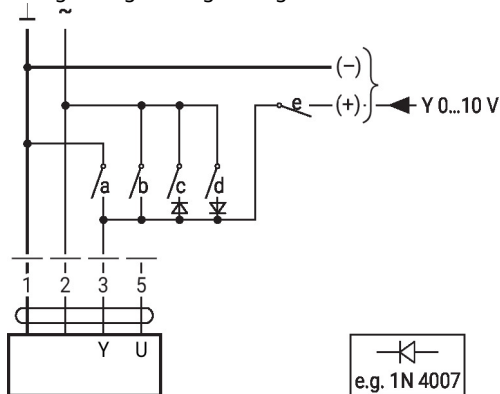 ⊥ ~
(–)
e (+) Y 0...10 V
a b c d
1 2 3 5
Y U
e.g. 1N 4007